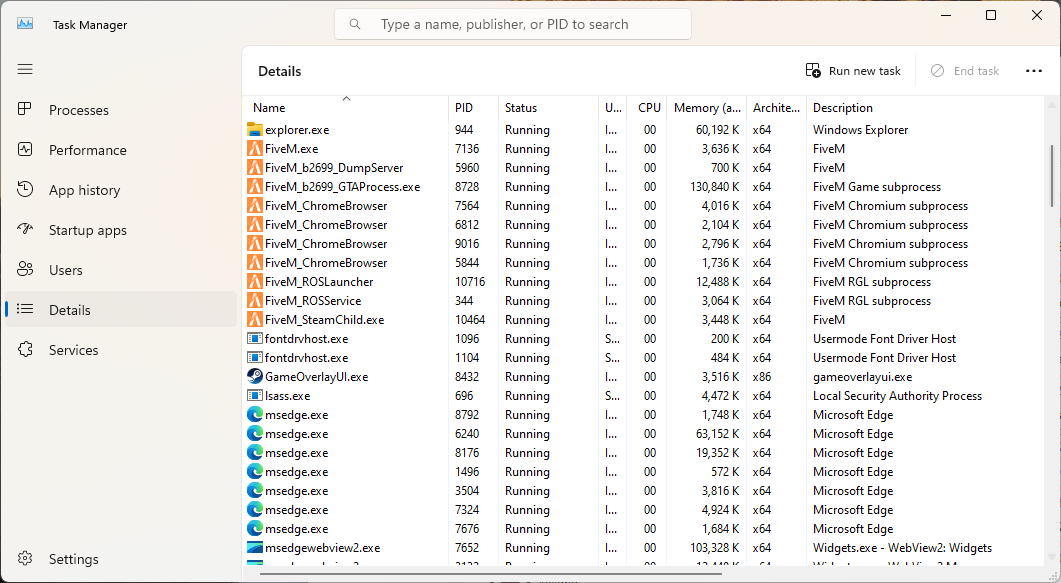 Task Manager
Type a name, publisher, or PID to search
Details
Run new task
End task
Processes
Performance
App history
Startup apps
Users
Details
Services
Settings
Name PID Status U... CPU Memory (a... Archite... Description
explorer.exe 944 Running I... 00 60,192 K x64 Windows Explorer
FiveM.exe 7136 Running I... 00 3,636 K x64 FiveM
FiveM_b2699_DumpServer 5960 Running I... 00 700 K x64 FiveM
FiveM_b2699_GTAProcess.exe 8728 Running I... 00 130,840 K x64 FiveM Game subprocess
FiveM_ChromeBrowser 7564 Running I... 00 4,016 K x64 FiveM Chromium subprocess
FiveM_ChromeBrowser 6812 Running I... 00 2,104 K x64 FiveM Chromium subprocess
FiveM_ChromeBrowser 9016 Running I... 00 2,796 K x64 FiveM Chromium subprocess
FiveM_ChromeBrowser 5844 Running I... 00 1,736 K x64 FiveM Chromium subprocess
FiveM_ROSLauncher 10716 Running I... 00 12,488 K x64 FiveM RGL subprocess
FiveM_ROSService 344 Running I... 00 3,064 K x64 FiveM RGL subprocess
FiveM_SteamChild.exe 10464 Running I... 00 3,448 K x64 FiveM
fontdrvhost.exe 1096 Running S... 00 200 K x64 Usermode Font Driver Host
fontdrvhost.exe 1104 Running S... 00 484 K x64 Usermode Font Driver Host
GameOverlayUI.exe 8432 Running I... 00 3,516 K x86 gameoverlayui.exe
lsass.exe 696 Running S... 00 4,472 K x64 Local Security Authority Process
msedge.exe 8792 Running I... 00 1,748 K x64 Microsoft Edge
msedge.exe 6240 Running I... 00 63,152 K x64 Microsoft Edge
msedge.exe 8176 Running I... 00 19,352 K x64 Microsoft Edge
msedge.exe 1496 Running I... 00 572 K x64 Microsoft Edge
msedge.exe 3504 Running I... 00 3,816 K x64 Microsoft Edge
msedge.exe 7324 Running I... 00 4,924 K x64 Microsoft Edge
msedge.exe 7676 Running I... 00 1,684 K x64 Microsoft Edge
msedgewebview2.exe 7652 Running I... 00 103,328 K x64 Widgets.exe - WebView2: Widgets